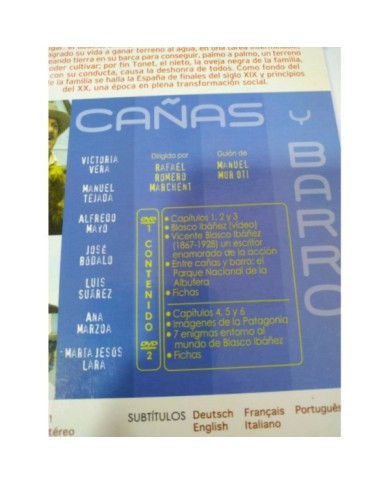 agrado su vida a ganar terreno al agua, en una tarea
eando tierra en su barca para conseguir, palmo a palmo, un terreno
oder cultivar; por fin Tonet, el nieto, la oveja negra de la familia,
con su conducta, causa la deshonra de todos. Como fondo del
de la familia se halla la España de finales del siglo XIX y principios
del XX, una época en plena transformación social.
CAÑAS Y
BARRO
VICTORIA
VERA
MANUEL
TEJADA
ALFREDO
MAYO
JOSÉ
BÓDALO
LUIS
SUÁREZ
ANA
MARZOA
MARIA JESÚS
LARA
Dirigido por
RAFAEL
ROMERO
MARCHENT
Guión de
MANUEL
MUR OTI
DVD
1
CONTENIDO
DVD
2
• Capítulos 1, 2 y 3
• Blasco Ibáñez (vídeo)
• Vicente Blasco Ibáñez
(1867-1928) un escritor
enamorado de la acción
• Entre cañas y barro: el
Parque Nacional de la
Albufera
• Fichas
• Capítulos 4, 5 y 6
• Imágenes de la Patagonia
• 7 enigmas entorno al
mundo de Blasco Ibáñez
• Fichas
SUBTÍTULOS Deutsch Français Portugu
English Italiano
téreo